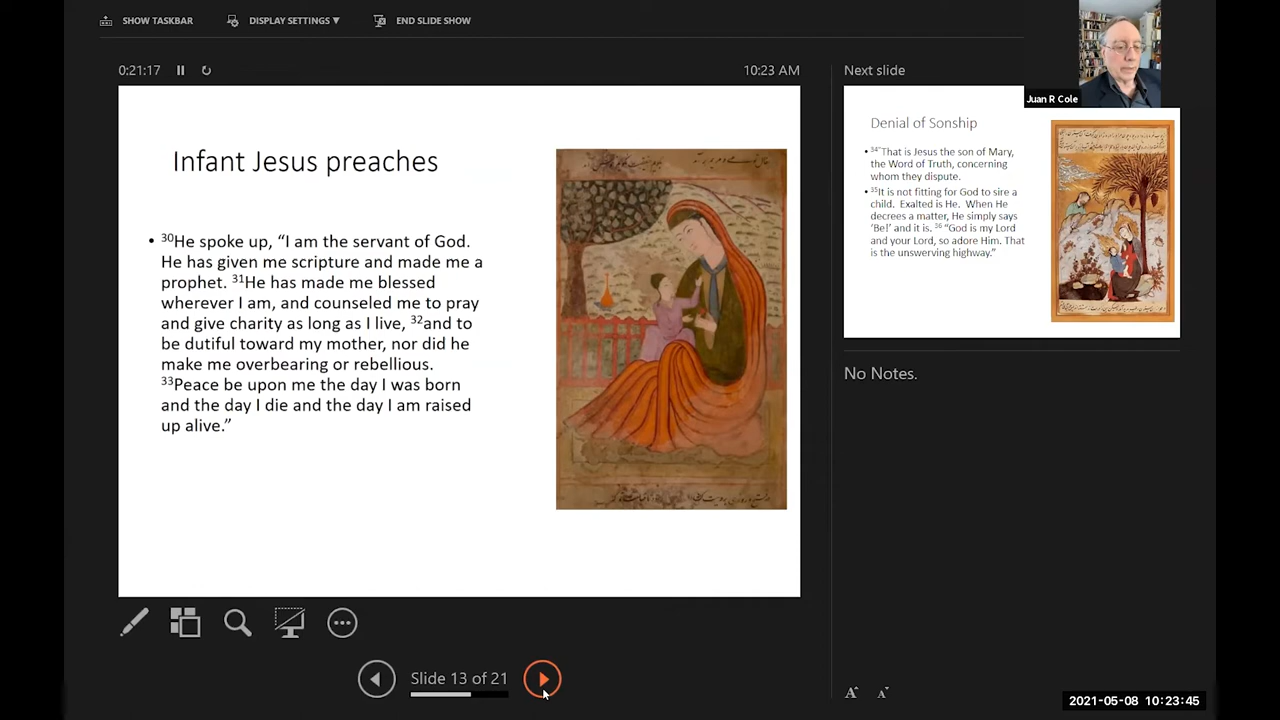 SHOW TASKBAR
DISPLAY SETTINGS ▼
END SLIDE SHOW
0:21:17
10:23 AM
Infant Jesus preaches
• ³⁰He spoke up, “I am the servant of God.
He has given me scripture and made me a
prophet. ³¹He has made me blessed
wherever I am, and counseled me to pray
and give charity as long as I live, ³²and to
be dutiful toward my mother, nor did he
make me overbearing or rebellious.
³³Peace be upon me the day I was born
and the day I die and the day I am raised
up alive.”
Slide 13 of 21
Next slide
Juan R Cole
Denial of Sonship
• ³⁴“That is Jesus the son of Mary,
the Word of Truth, concerning
whom they dispute.
• ³⁵It is not fitting for God to sire a
child. Exalted is He. When He
decrees a matter, He simply says
‘Be!’ and it is. ³⁶ “God is my Lord
and your Lord, so adore Him. That
is the unswerving highway.”
No Notes.
A A
2021-05-08 10:23:45